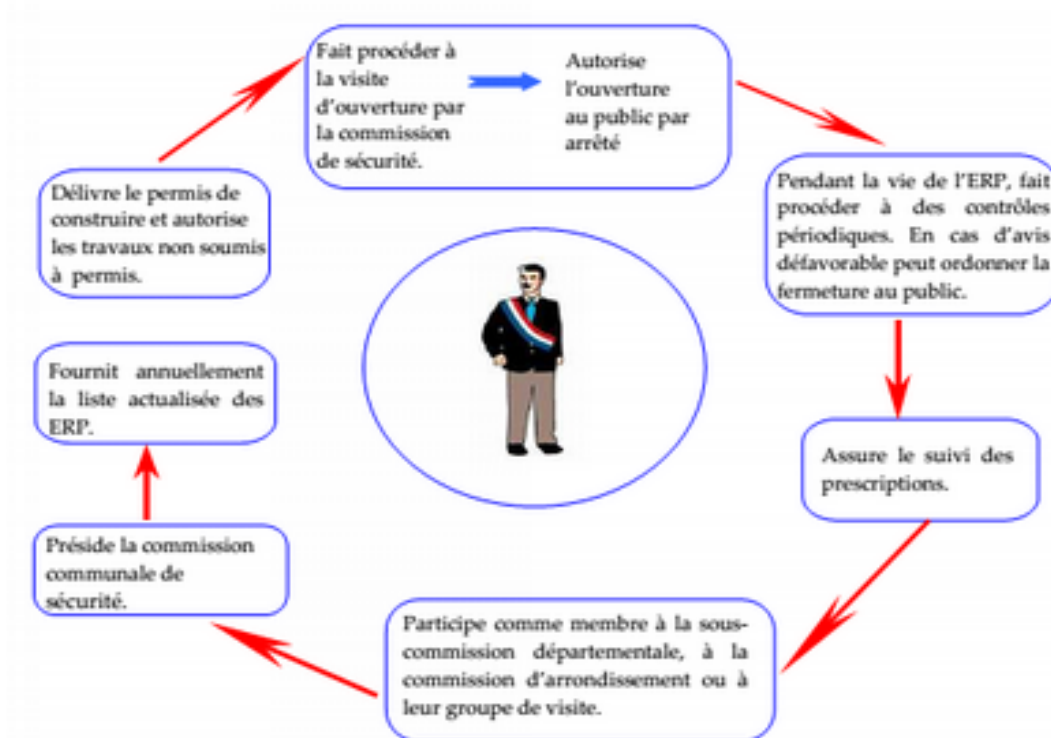 Fait procéder à
la visite
d'ouverture par
la commission
de sécurité.
Autorise
l'ouverture
au public par
arrêté
Pendant la vie de l'ERP, fait
procéder à des contrôles
périodiques. En cas d'avis
défavorable peut ordonner la
fermeture au public.
Assure le suivi des
prescriptions.
Participe comme membre à la sous-
commission départementale, à la
commission d'arrondissement ou à
leur groupe de visite.
Préside la commission
communale de
sécurité.
Fournit annuellement
la liste actualisée des
ERP.
Délivre le permis de
construire et autorise
les travaux non soumis
à permis.